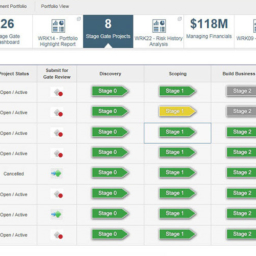 ment Portfolio Portfolio View
26
age Gate
shboard
WRK14 - Portfolio
Highlight Report
8
Stage Gate Projects
WRK22 - Risk History
Analysis
$118M
Managing Financials
WRK09
Project Status
Submit for
Gate Review
Discovery
Scoping
Build Business
Open / Active Stage 0 Stage 1 Stage 2
Open / Active Stage 0 Stage 2
Open / Active Stage 0 Stage 1 Stage 2
Open / Active Stage 0 Stage 1 Stage 2
Cancelled Stage 0 Stage 1 Stage 2
Open / Active Stage 0 Stage 1 Stage 2
Open / Active Stage 0 Stage 1 Stage 2
Open / Active Stage 0 Stage 1 Stage 2